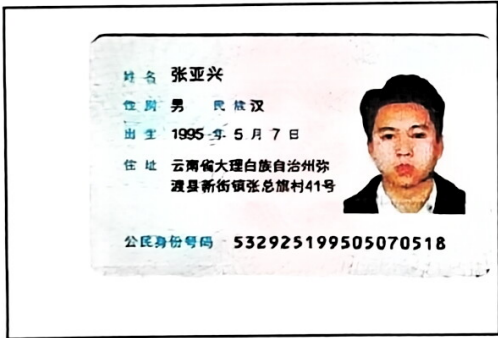 姓名 张亚兴
性别 男 民族 汉
出生 1995 年 5 月 7 日
住址 云南省大理白族自治州弥
渡县新街镇张总旗村41号
公民身份号码 532925199505070518